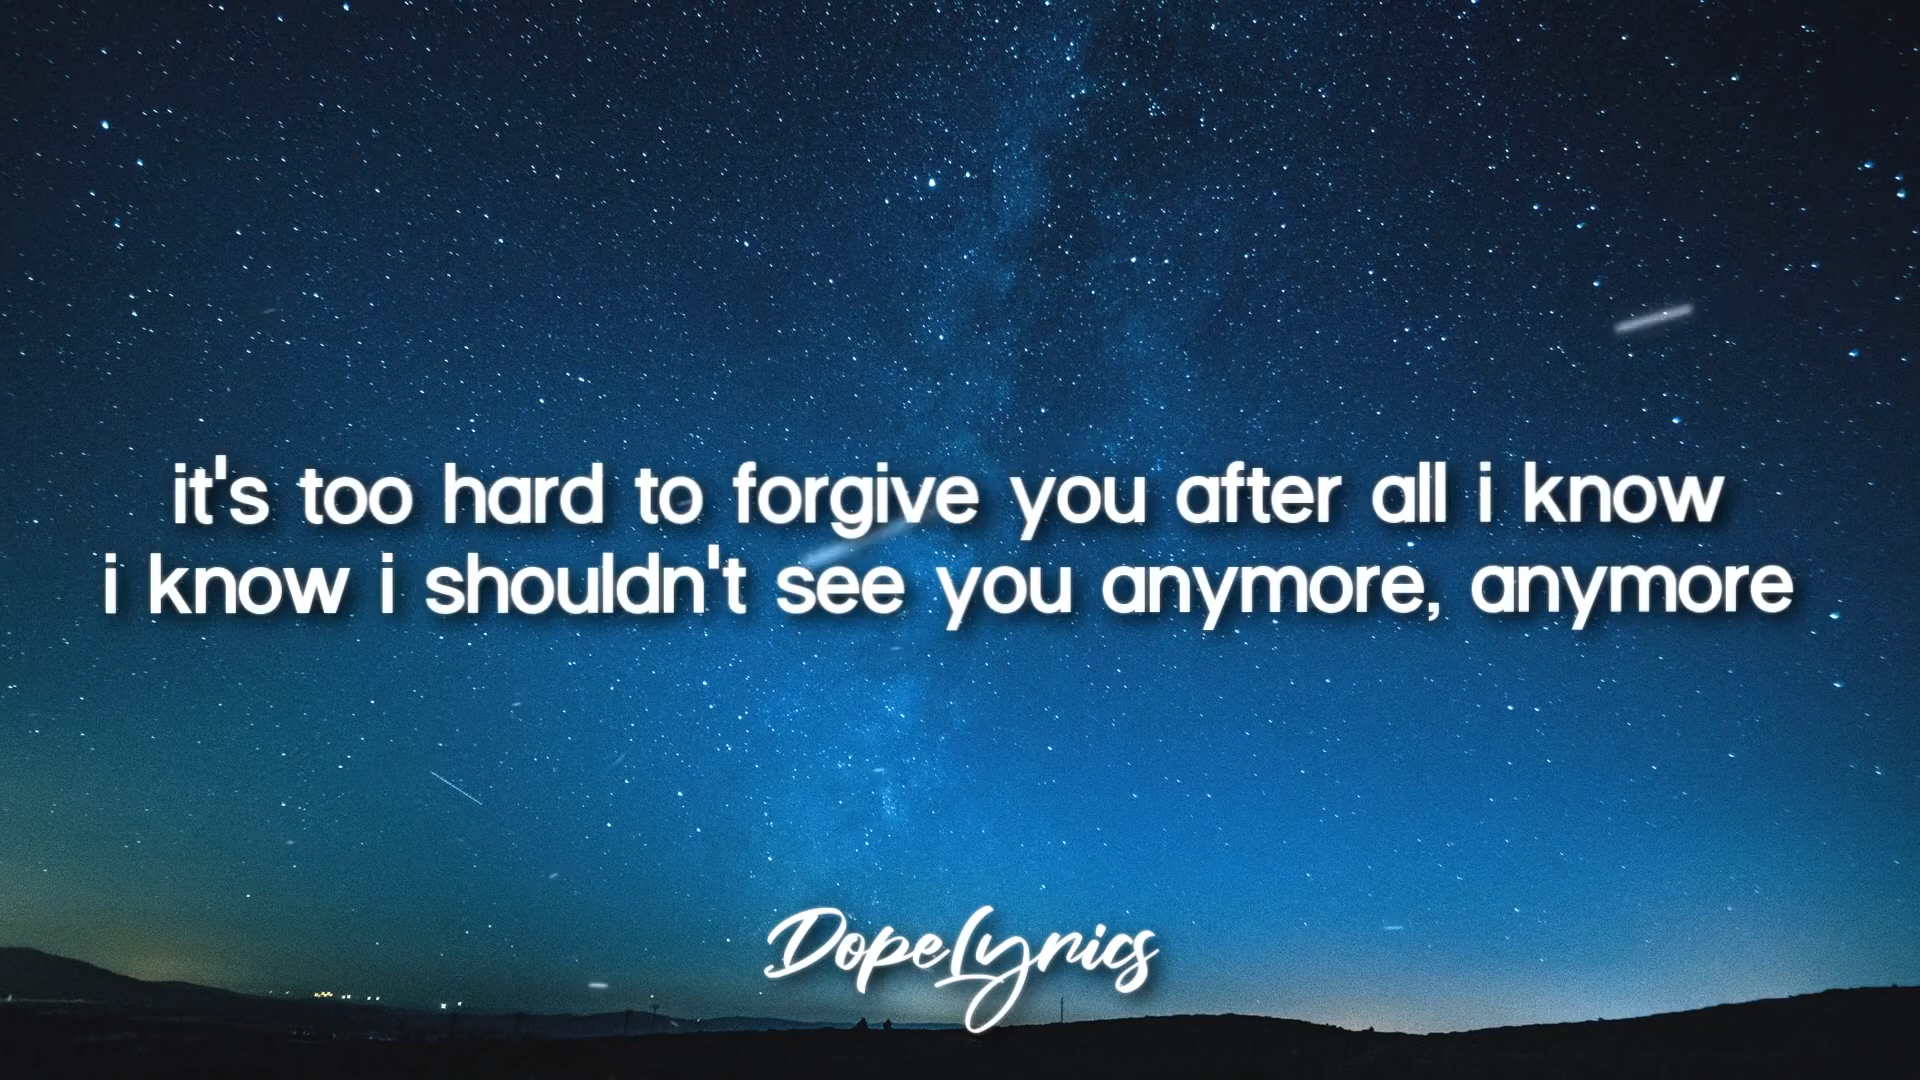 it's too hard to forgive you after all i know
i know i shouldn't see you anymore, anymore
DopeLyrics